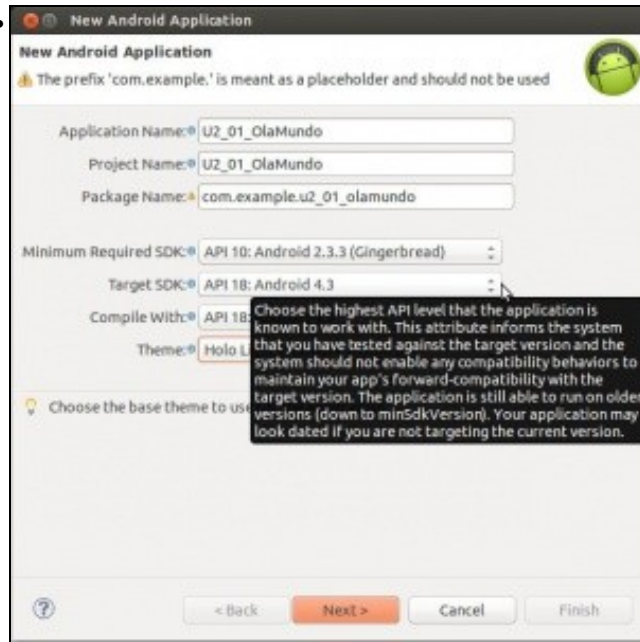 New Android Application
New Android Application
The prefix 'com.example.' is meant as a placeholder and should not be used
Application Name: U2_01_OlaMundo
Project Name: U2_01_OlaMundo
Package Name: com.example.u2_01_olamundo
Minimum Required SDK: API 10: Android 2.3.3 (Gingerbread)
Target SDK: API 18: Android 4.3
Compile With: API 18:
Theme: Holo Li
Choose the highest API level that the application is
known to work with. This attribute informs the system
that you have tested against the target version and the
system should not enable any compatibility behaviors to
maintain your app's forward-compatibility with the
target version. The application is still able to run on older
versions (down to minSdkVersion). Your application may
look dated if you are not targeting the current version.
Choose the base theme to use
< Back Next > Cancel Finish